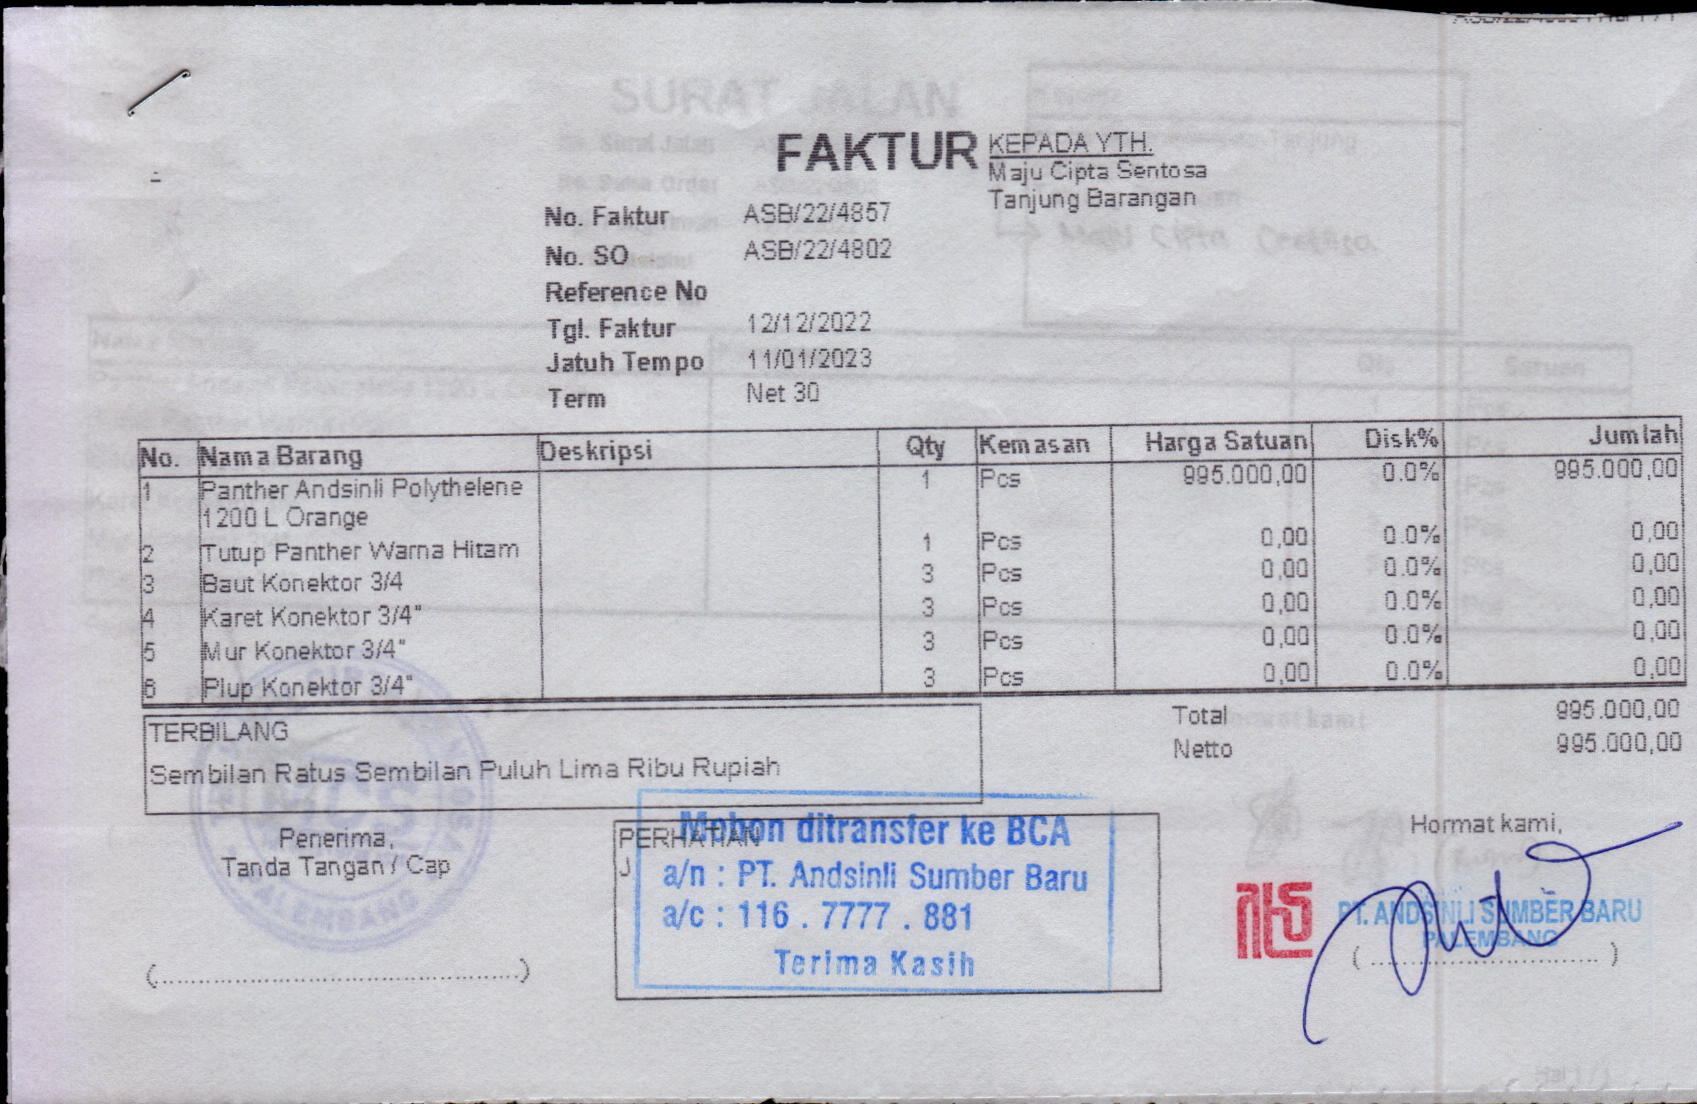 FAKTUR
KEPADA YTH.
Maju Cipta Sentosa
Tanjung Barangan
No. Faktur ASB/22/4857
No. SO ASB/22/4802
Reference No
Tgl. Faktur 12/12/2022
Jatuh Tempo 11/01/2023
Term Net 30
No. Nama Barang Deskripsi Qty Kemasan Harga Satuan Disk% Jumlah
1 Panther Andsinli Polythelene 1 Pcs 995.000,00 0.0% 995.000,00
1200 L Orange
2 Tutup Panther Warna Hitam 1 Pcs 0,00 0.0% 0,00
3 Baut Konektor 3/4 3 Pcs 0,00 0.0% 0,00
4 Karet Konektor 3/4" 3 Pcs 0,00 0.0% 0,00
5 Mur Konektor 3/4" 3 Pcs 0,00 0.0% 0,00
6 Plup Konektor 3/4" 3 Pcs 0,00 0.0% 0,00
Total 995.000,00
Netto 995.000,00
TERBILANG
Sembilan Ratus Sembilan Puluh Lima Ribu Rupiah
Penerima,
Tanda Tangan / Cap
(......................................)
PERHATIAN
J
Mohon ditransfer ke BCA
a/n : PT. Andsinli Sumber Baru
a/c : 116 . 7777 . 881
Terima Kasih
Hormat kami,
PT. ANDSINLI SUMBER BARU
PALEMBANG
(..............................)
SURAT JALAN